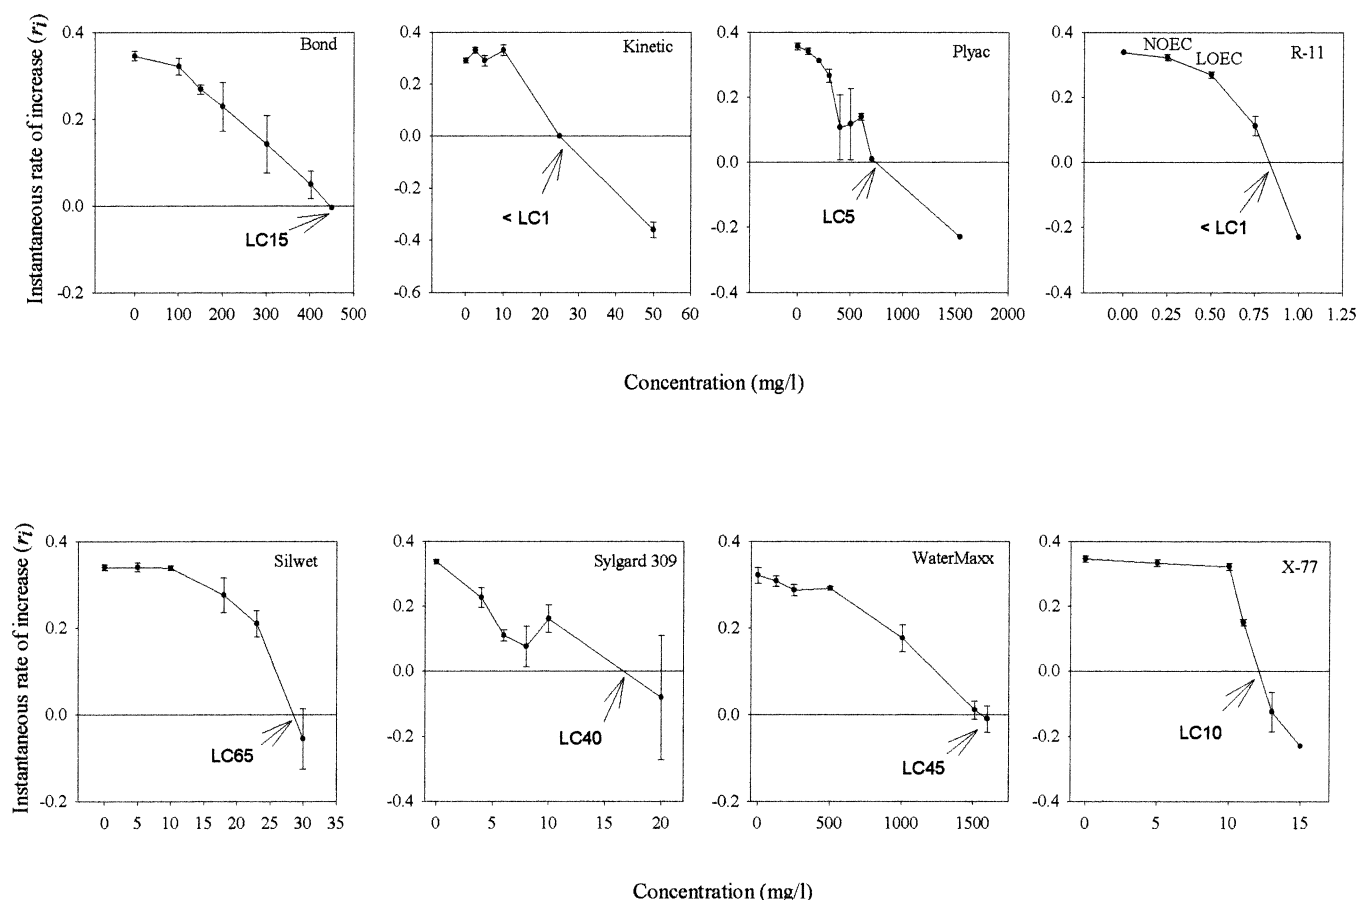 Instantaneous rate of increase (ri)
0.4
0.2
0.0
-0.2
Bond
LC15
0 100 200 300 400 500
0.4
0.2
0.0
-0.2
-0.4
-0.6
Kinetic
< LC1
0 10 20 30 40 50 60
0.4
0.2
0.0
-0.2
-0.4
Plyac
LC5
0 500 1000 1500 2000
0.4
0.2
0.0
-0.2
-0.4
NOEC
LOEC
R-11
< LC1
0.00 0.25 0.50 0.75 1.00 1.25
Concentration (mg/l)
Instantaneous rate of increase (ri)
0.4
0.2
0.0
-0.2
Silwet
LC65
0 5 10 15 20 25 30 35
0.4
0.2
0.0
-0.2
-0.4
Sylgard 309
LC40
0 5 10 15 20
0.4
0.2
0.0
-0.2
WaterMaxx
LC45
0 500 1000 1500
0.4
0.2
0.0
-0.2
-0.4
X-77
LC10
0 5 10 15
Concentration (mg/l)